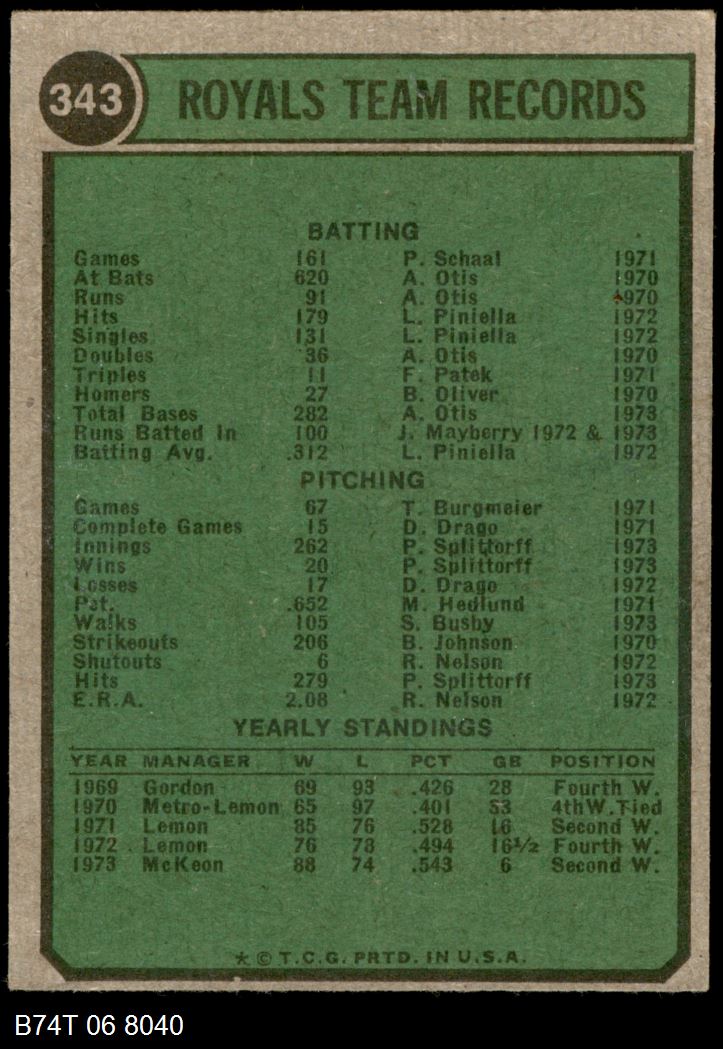 343 ROYALS TEAM RECORDS
BATTING
Games 161 P. Schaal 1971
At Bats 620 A. Otis 1970
Runs 91 A. Otis 1970
Hits 179 L. Piniella 1972
Singles 131 L. Piniella 1972
Doubles 36 A. Otis 1970
Triples 11 F. Patek 1971
Homers 27 B. Oliver 1970
Total Bases 282 A. Otis 1973
Runs Batted In 100 J. Mayberry 1972 & 1973
Batting Avg. .312 L. Piniella 1972
PITCHING
Games 67 T. Burgmeier 1971
Complete Games 15 D. Drago 1971
Innings 262 P. Splittorff 1973
Wins 20 P. Splittorff 1973
Losses 17 D. Drago 1972
Pct. .652 M. Hedlund 1971
Walks 105 S. Busby 1973
Strikeouts 206 B. Johnson 1970
Shutouts 6 R. Nelson 1972
Hits 279 P. Splittorff 1973
E.R.A. 2.08 R. Nelson 1972
YEARLY STANDINGS
YEAR MANAGER W L PCT GB POSITION
1969 Gordon 69 93 .426 28 Fourth W.
1970 Metro-Lemon 65 97 .401 33 4th W. Tied
1971 Lemon 85 76 .528 16 Second W.
1972 Lemon 76 78 .494 16½ Fourth W.
1973 McKeon 88 74 .543 6 Second W.
* © T.C.G. PRTD. IN U.S.A.
B74T 06 8040